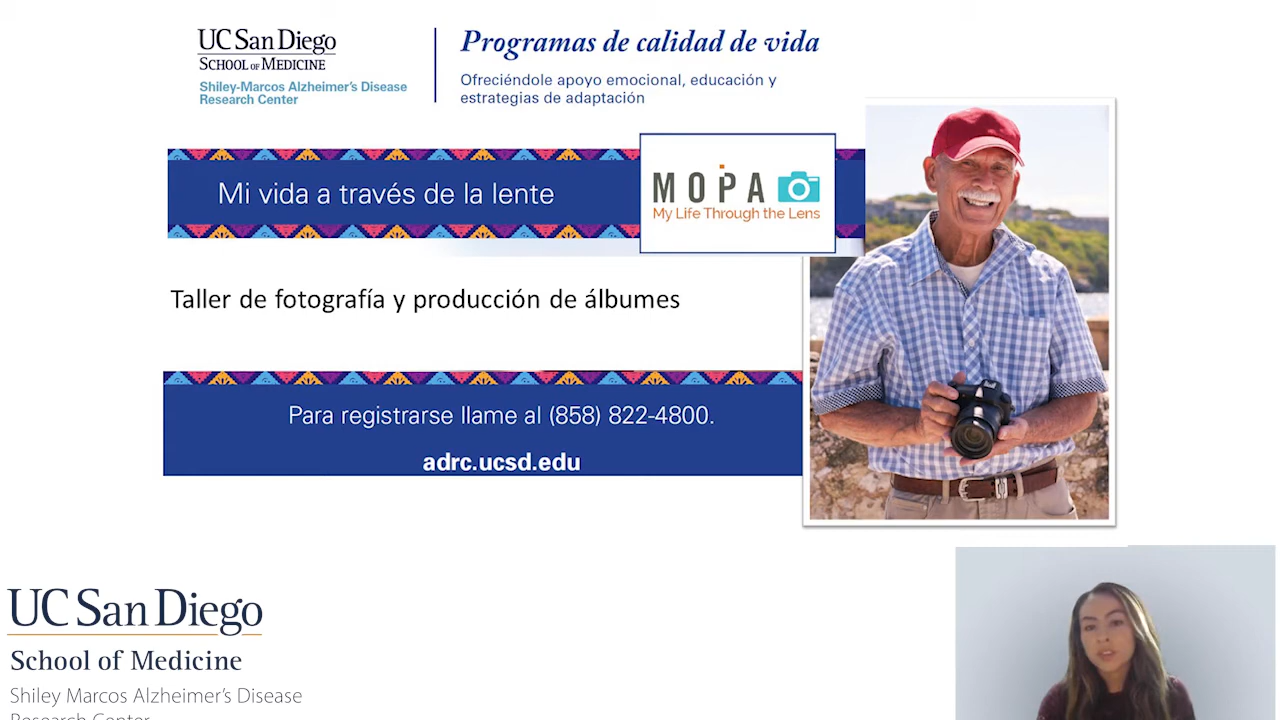 UC San Diego
SCHOOL OF MEDICINE
Shiley-Marcos Alzheimer's Disease
Research Center
Programas de calidad de vida
Ofreciéndole apoyo emocional, educación y
estrategias de adaptación
Mi vida a través de la lente
MOPA
My Life Through the Lens
Taller de fotografía y producción de álbumes
Para registrarse llame al (858) 822-4800.
adrc.ucsd.edu
UC San Diego
School of Medicine
Shiley Marcos Alzheimer's Disease
Research Center